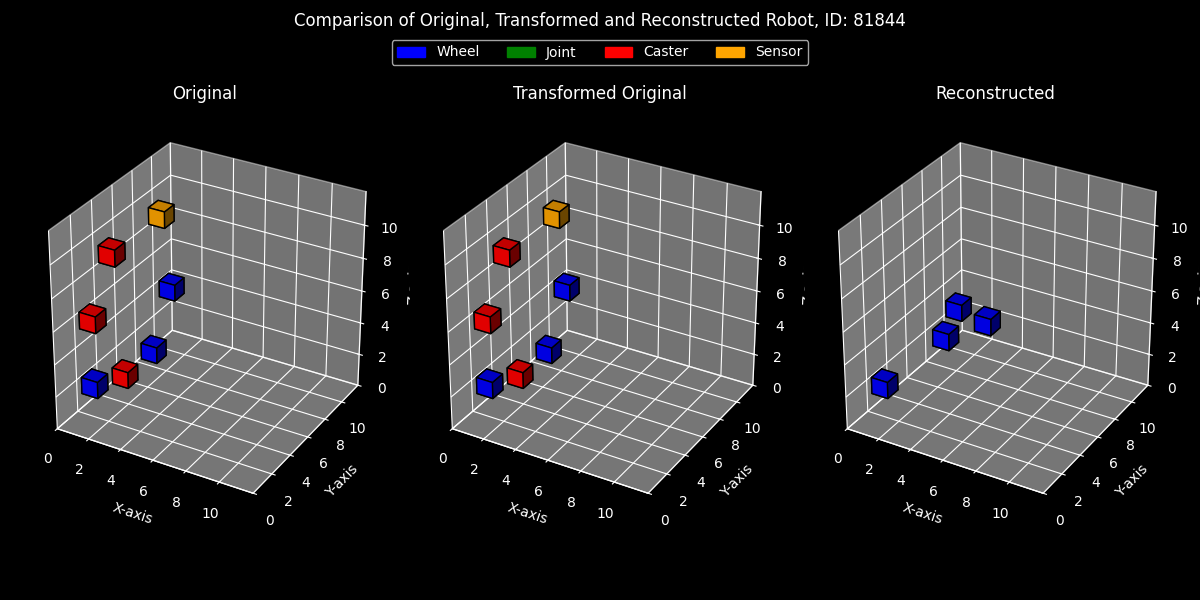 Comparison of Original, Transformed and Reconstructed Robot, ID: 81844
Wheel Joint Caster Sensor
Original Transformed Original Reconstructed
10 10 10
8 8 8
6 6 6
4 4 4
2 2 2
0 0 0
10 10 10
8 8 8
6 6 6
4 4 4
2 2 2
0 0 0
0 2 4 6 8 10 0 2 4 6 8 10 0 2 4 6 8 10
X-axis Y-axis X-axis Y-axis X-axis Y-axis